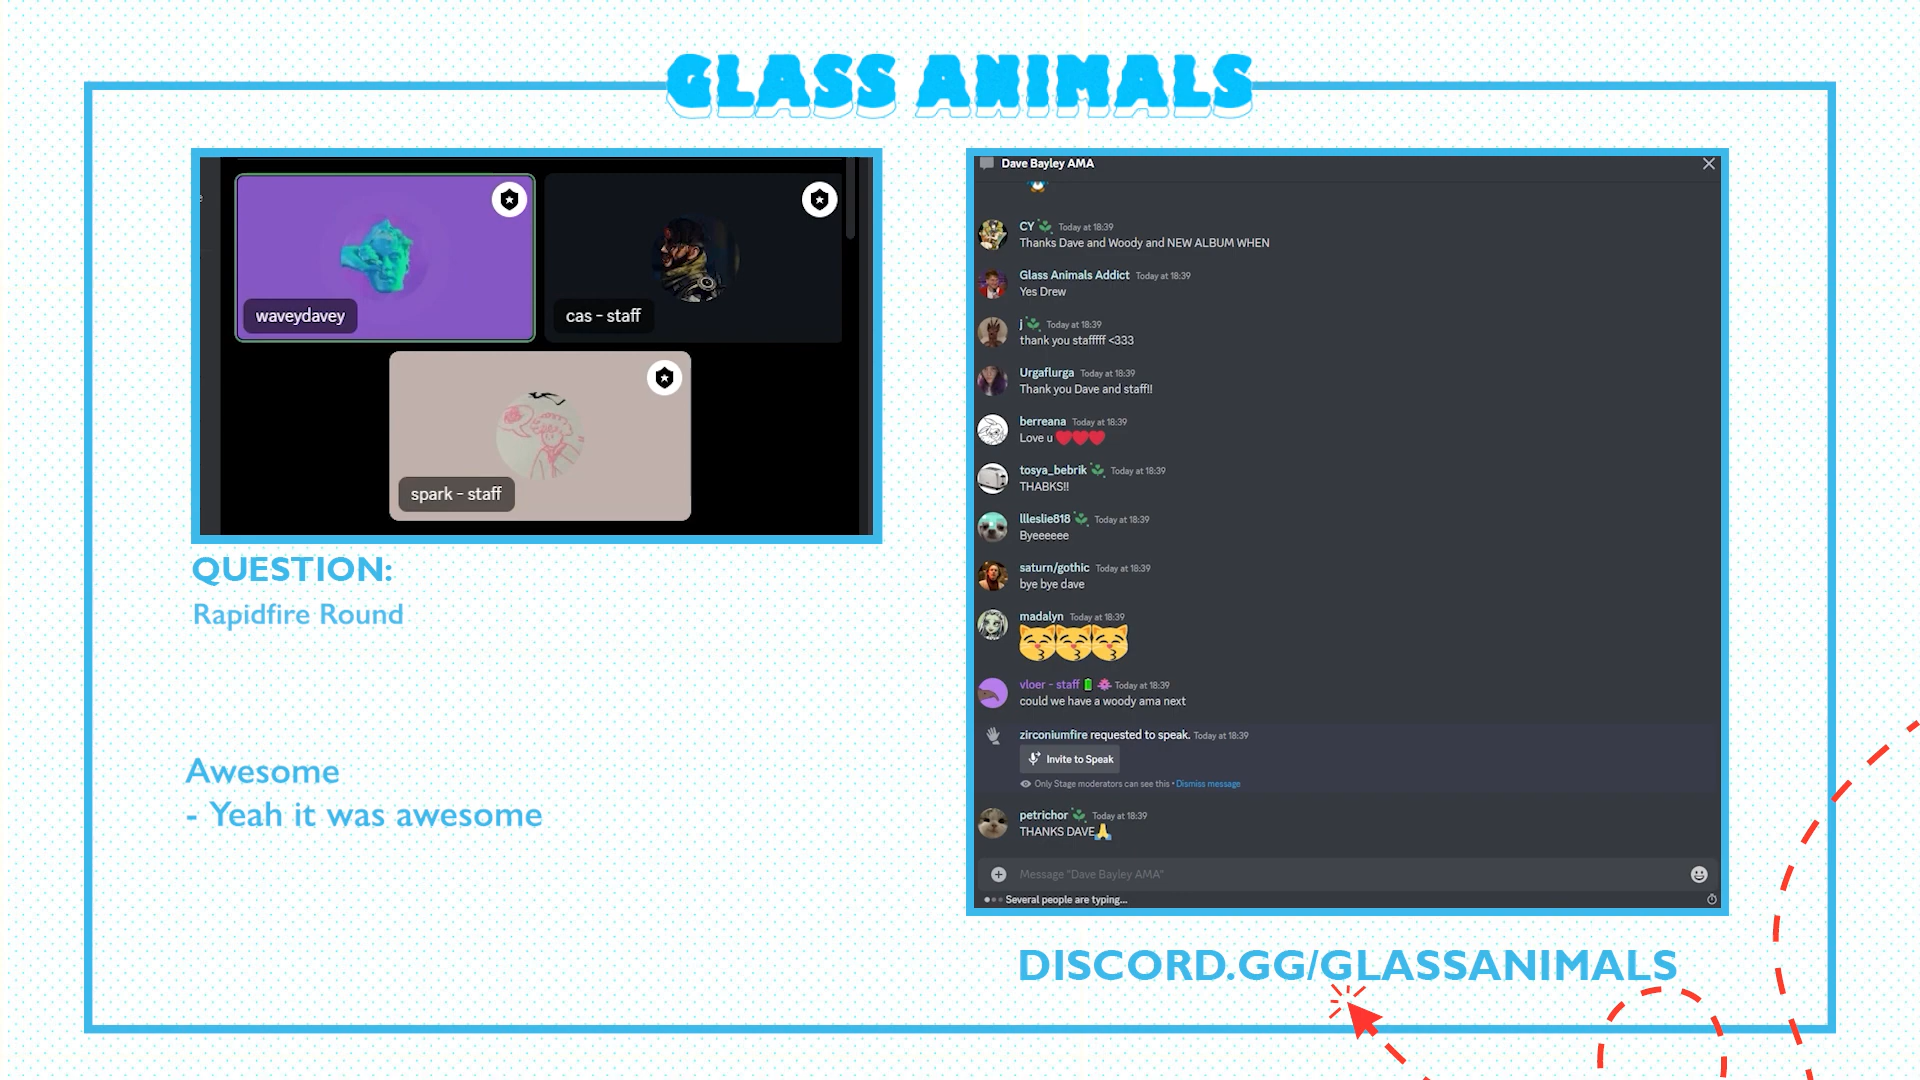 GLASS ANIMALS
waveydavey
cas - staff
spark - staff
QUESTION:
Rapidfire Round
Awesome
- Yeah it was awesome
Dave Bayley AMA
CY Today at 18:39
Thanks Dave and Woody and NEW ALBUM WHEN
Glass Animals Addict Today at 18:39
Yes Drew
j Today at 18:39
thank you stafffff <333
Urgaflurga Today at 18:39
Thank you Dave and staff!!
berreana Today at 18:39
Love u
tosya_bebrik Today at 18:39
THABKS!!
llleslie818 Today at 18:39
Byeeeeee
saturn/gothic Today at 18:39
bye bye dave
madalyn Today at 18:39
vloer - staff Today at 18:39
could we have a woody ama next
zirconiumfire requested to speak. Today at 18:39
Invite to Speak
Only Stage moderators can see this • Dismiss message
petrichor Today at 18:39
THANKS DAVE
Message "Dave Bayley AMA"
Several people are typing...
DISCORD.GG/GLASSANIMALS